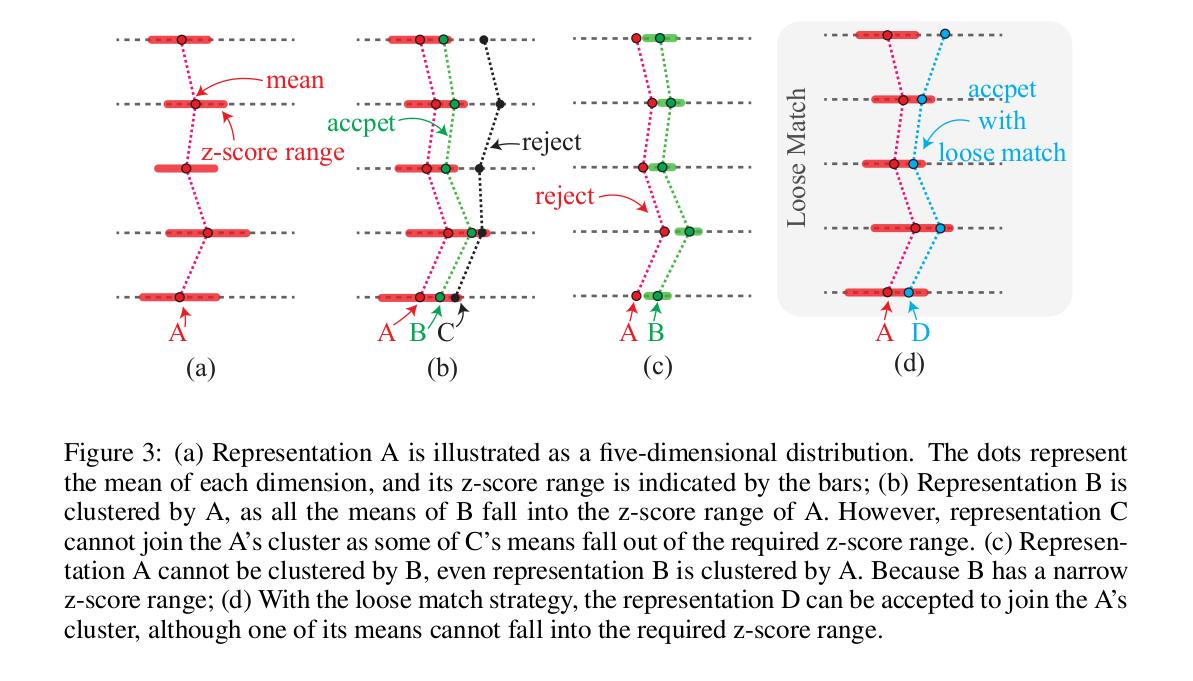 mean
z-score range
A
(a)
accpet
reject
A B C
(b)
reject
A B
(c)
Loose Match
accpet
with
loose match
A D
(d)
Figure 3: (a) Representation A is illustrated as a five-dimensional distribution. The dots represent
the mean of each dimension, and its z-score range is indicated by the bars; (b) Representation B is
clustered by A, as all the means of B fall into the z-score range of A. However, representation C
cannot join the A’s cluster as some of C’s means fall out of the required z-score range. (c) Represen-
tation A cannot be clustered by B, even representation B is clustered by A. Because B has a narrow
z-score range; (d) With the loose match strategy, the representation D can be accepted to join the A’s
cluster, although one of its means cannot fall into the required z-score range.